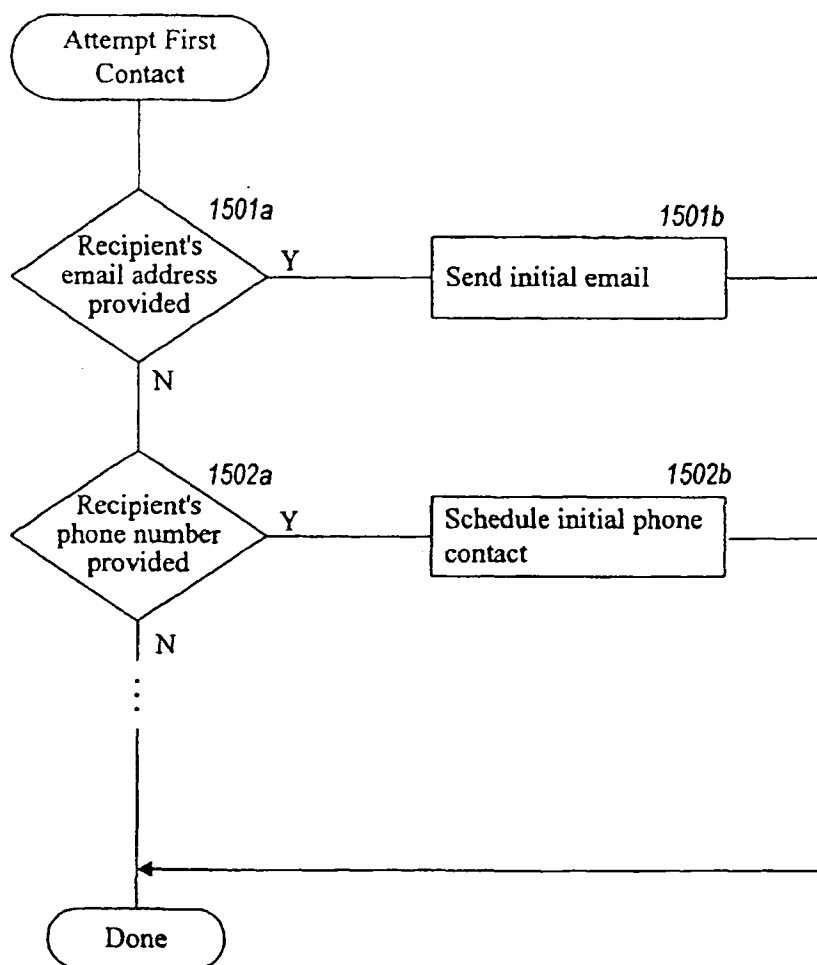 Attempt First
Contact
1501a
Recipient's
email address
provided
Y
N
1501b
Send initial email
1502a
Recipient's
phone number
provided
Y
N
1502b
Schedule initial phone
contact
Done